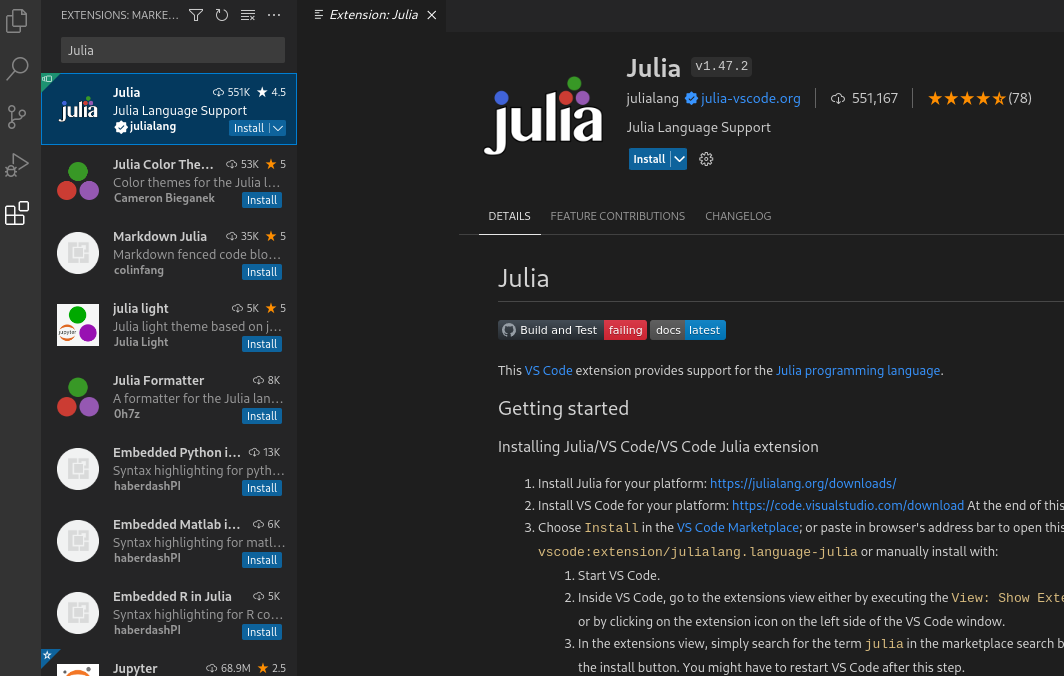 EXTENSIONS: MARKE...
Extension: Julia
Julia
Julia 551K 4.5
Julia Language Support
julialang Install
Julia Color The... 53K 5
Color themes for the Julia l...
Cameron Bieganek Install
Markdown Julia 35K 5
Markdown fenced code blo...
colinfang Install
julia light 5K 5
Julia light theme based on j...
Julia Light Install
Julia Formatter 8K
A formatter for the Julia lan...
0h7z Install
Embedded Python i... 13K
Syntax highlighting for pyth...
haberdashPI Install
Embedded Matlab i... 6K
Syntax highlighting for matl...
haberdashPI Install
Embedded R in Julia 5K
Syntax highlighting for R co...
haberdashPI Install
Jupyter 68.9M 2.5
julia
julia
jupyter
Julia v1.47.2
julialang julia-vscode.org 551,167 (78)
Julia Language Support
Install
DETAILS FEATURE CONTRIBUTIONS CHANGELOG
Julia
Build and Test failing docs latest
This VS Code extension provides support for the Julia programming language.
Getting started
Installing Julia/VS Code/VS Code Julia extension
1. Install Julia for your platform: https://julialang.org/downloads/
2. Install VS Code for your platform: https://code.visualstudio.com/download At the end of this
3. Choose Install in the VS Code Marketplace; or paste in browser's address bar to open this
vscode:extension/julialang.language-julia or manually install with:
1. Start VS Code.
2. Inside VS Code, go to the extensions view either by executing the View: Show Exte
or by clicking on the extension icon on the left side of the VS Code window.
3. In the extensions view, simply search for the term julia in the marketplace search b
the install button. You might have to restart VS Code after this step.